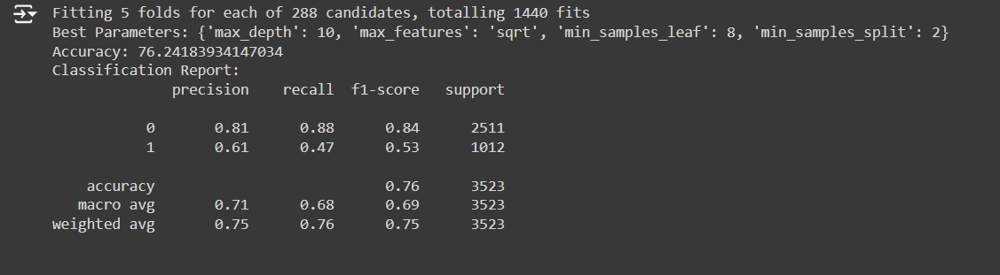 Fitting 5 folds for each of 288 candidates, totalling 1440 fits
Best Parameters: {'max_depth': 10, 'max_features': 'sqrt', 'min_samples_leaf': 8, 'min_samples_split': 2}
Accuracy: 76.24183934147034
Classification Report:
              precision    recall  f1-score   support

           0       0.81      0.88      0.84      2511
           1       0.61      0.47      0.53      1012

    accuracy                           0.76      3523
   macro avg       0.71      0.68      0.69      3523
weighted avg       0.75      0.76      0.75      3523